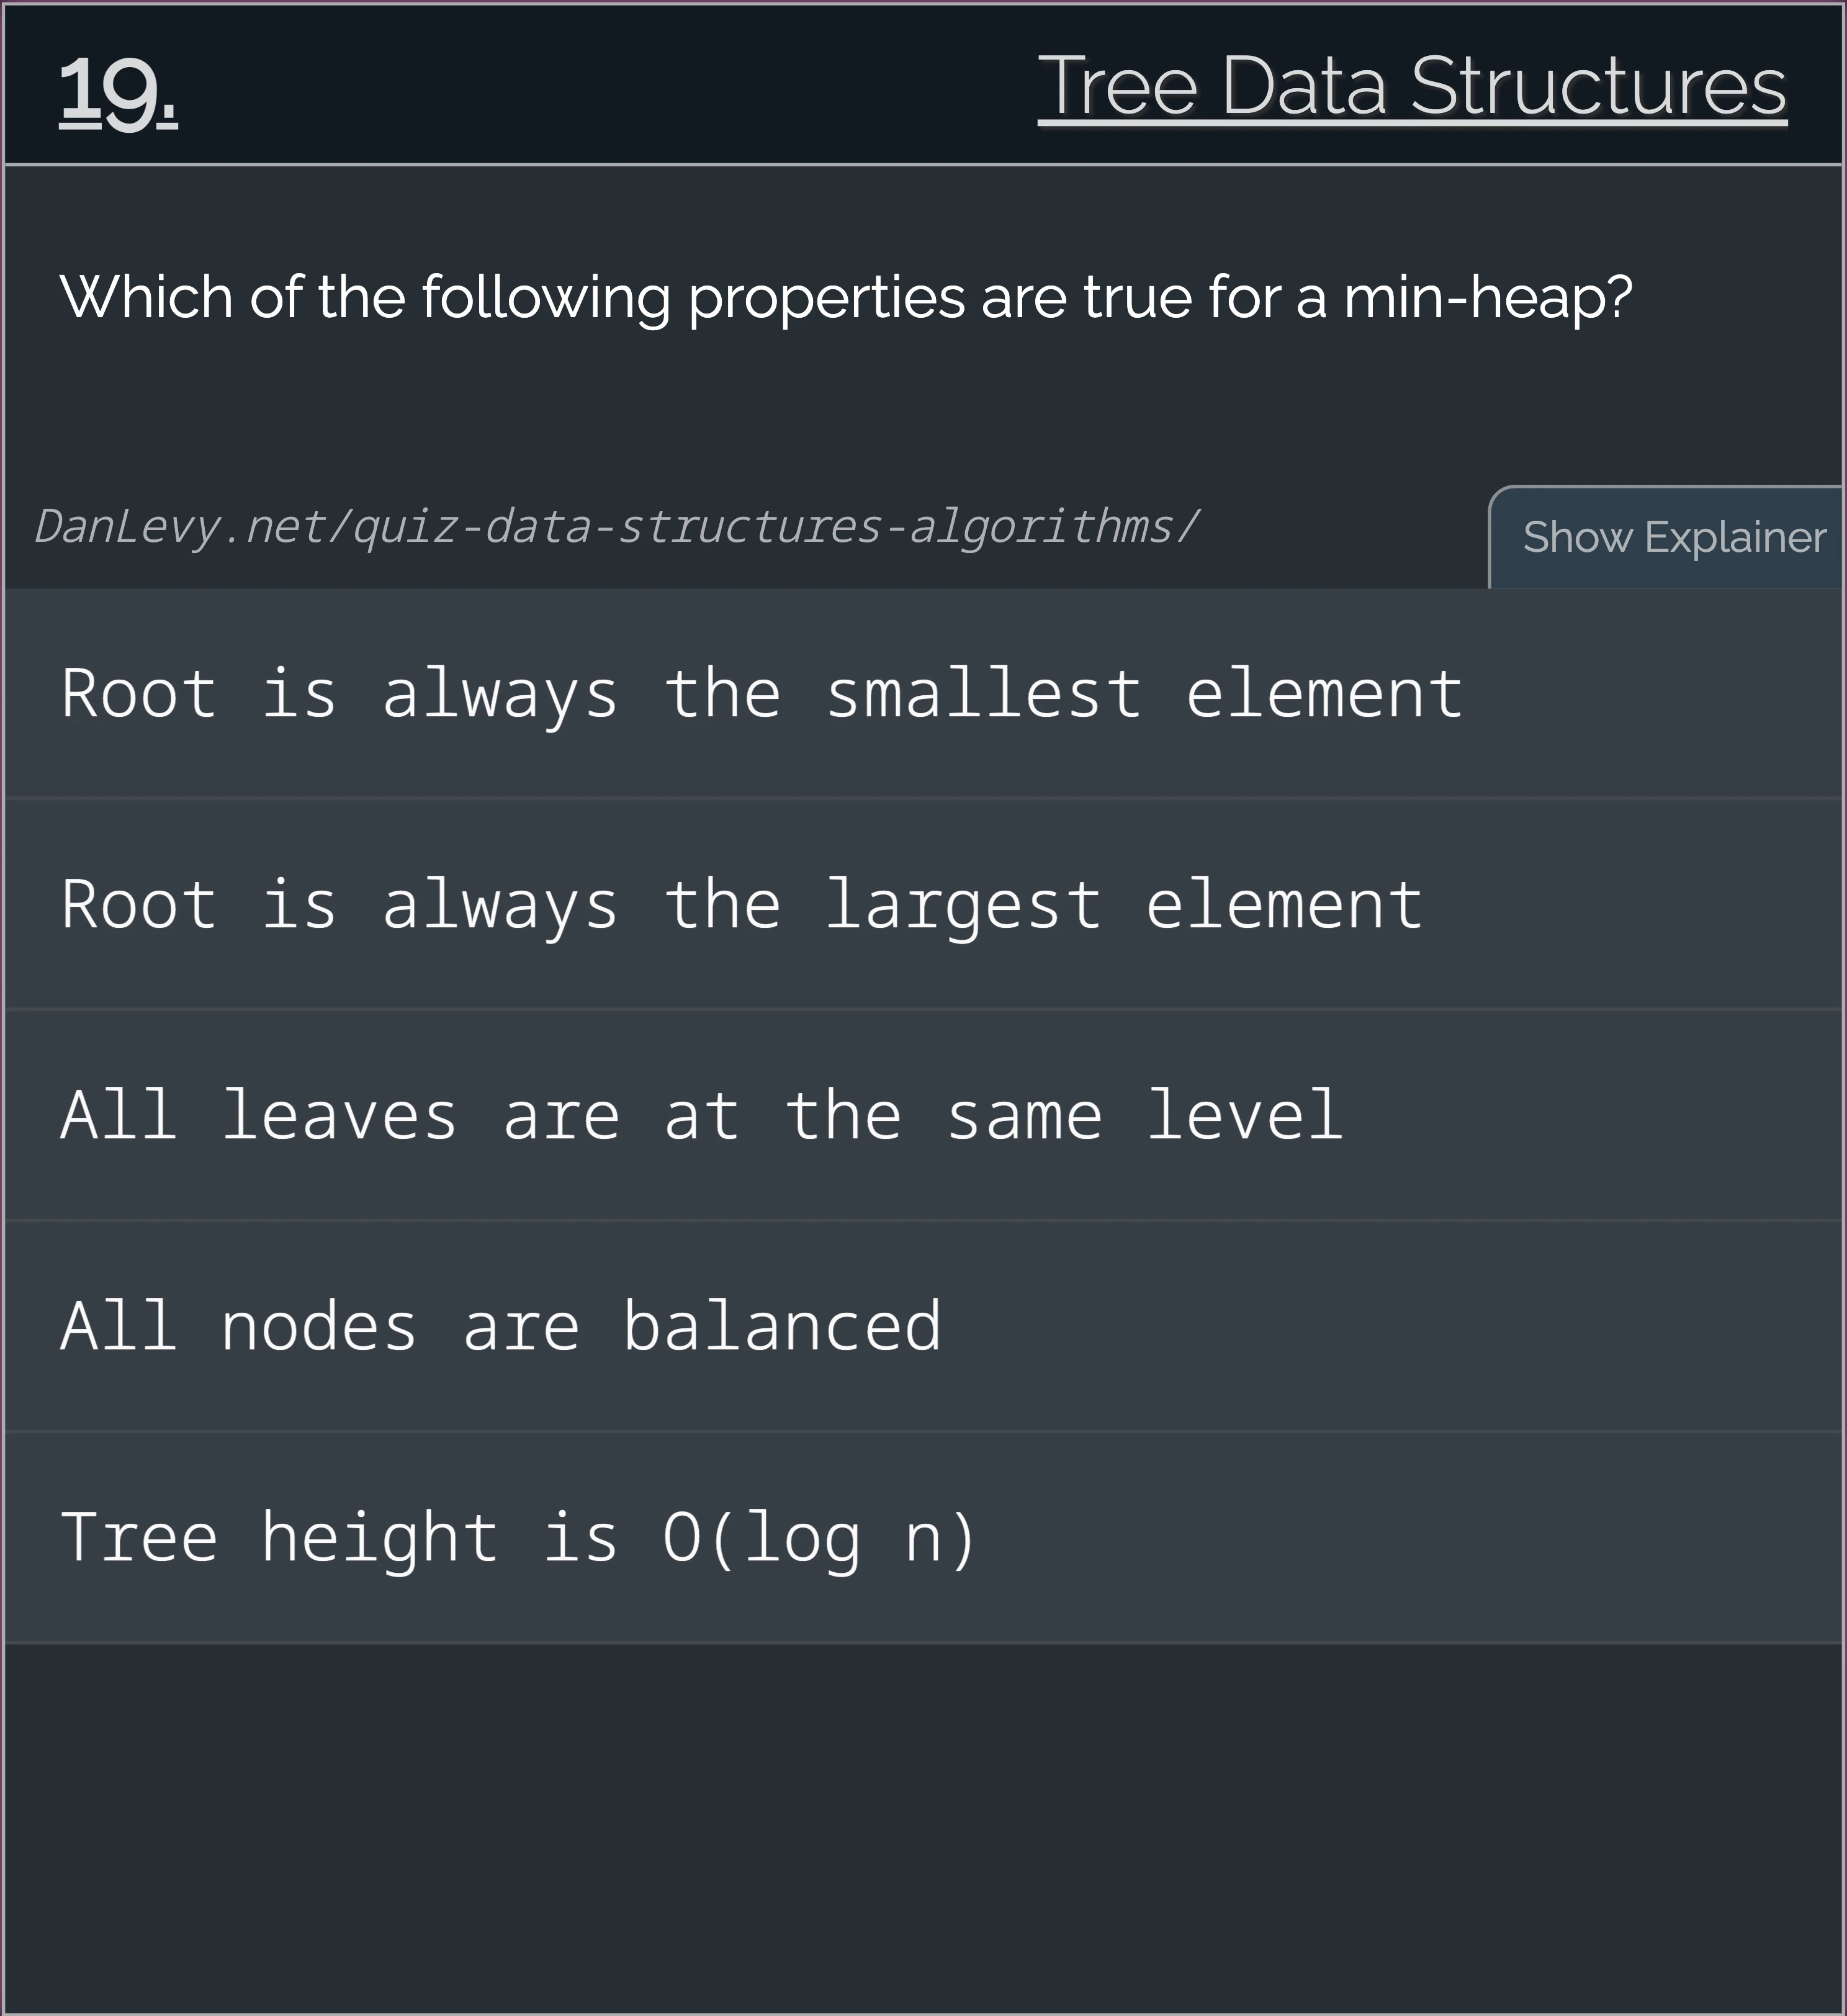 19.
Tree Data Structures
Which of the following properties are true for a min-heap?
DanLevy.net/quiz-data-structures-algorithms/
Show Explainer
Root is always the smallest element
Root is always the largest element
All leaves are at the same level
All nodes are balanced
Tree height is O(log n)